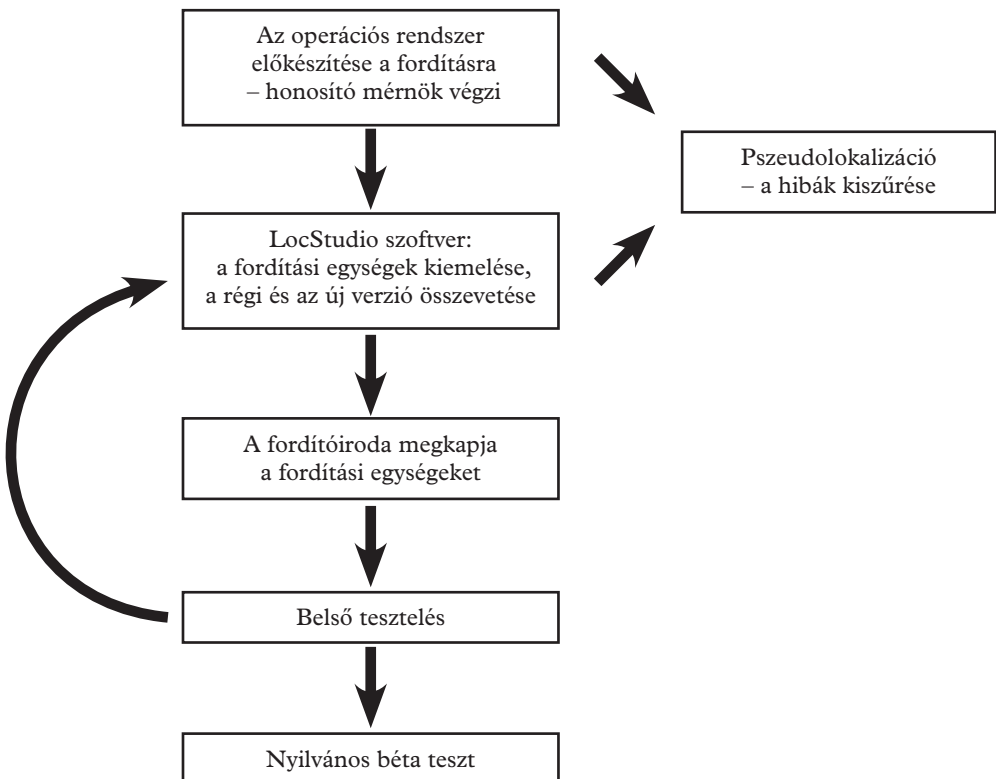 Az operációs rendszer
előkészítése a fordításra
– honosító mérnök végzi
Pszeudolokalizáció
– a hibák kiszűrése
LocStudio szoftver:
a fordítási egységek kiemelése,
a régi és az új verzió összevetése
A fordítóiroda megkapja
a fordítási egységeket
Belső tesztelés
Nyilvános béta teszt